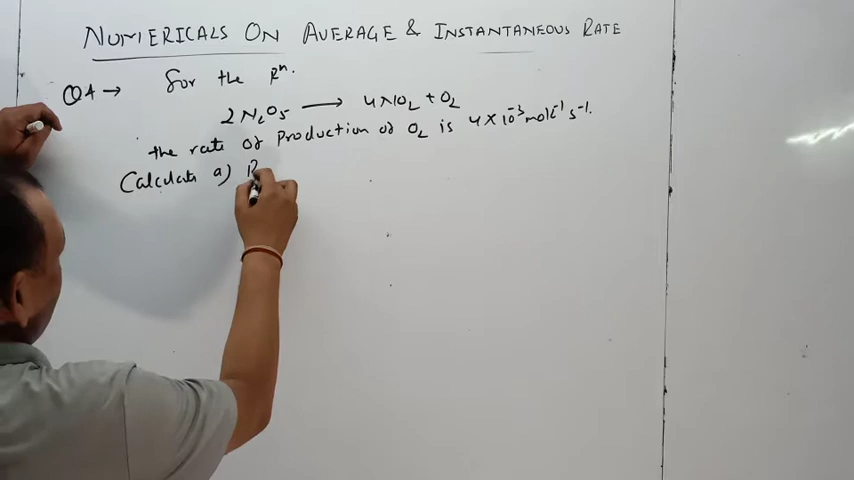 NUMERICALS ON AVERAGE & INSTANTANEOUS RATE
Q4 → for the Rⁿ.
2N₂O₅ ⟶ 4NO₂ + O₂
the rate of production of O₂ is 4 × 10⁻³ mol L⁻¹ s⁻¹.
Calculate a) R